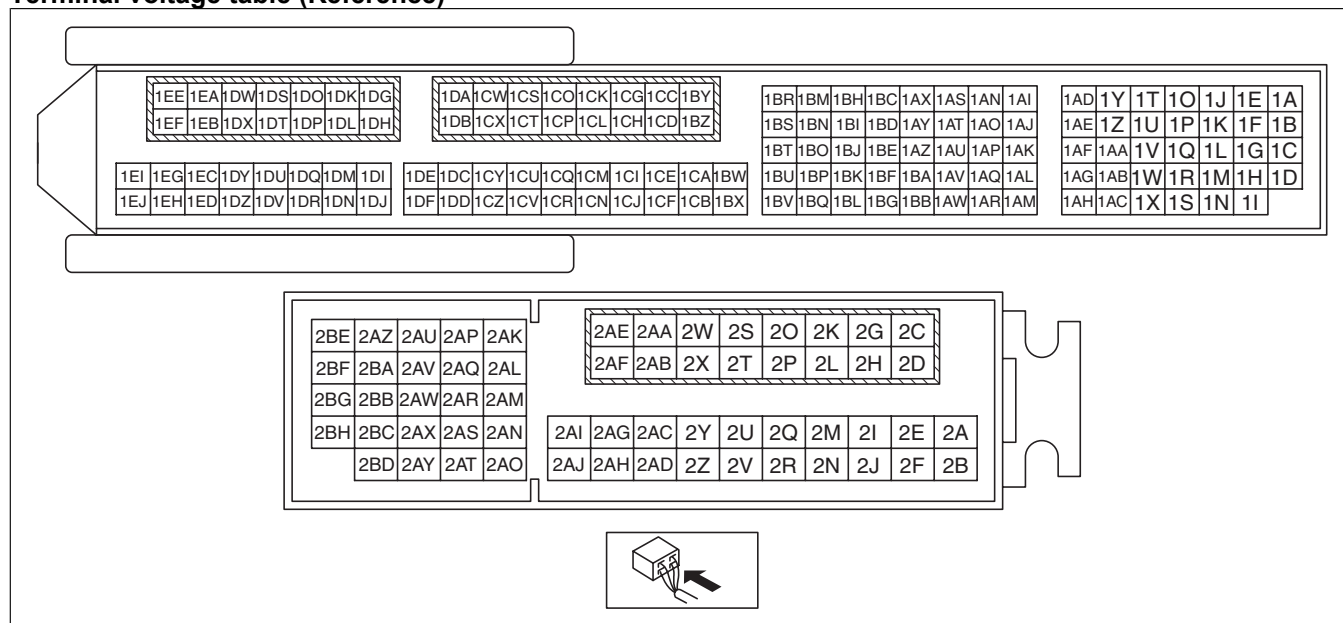 Terminal voltage table (Reference)
1EE 1EA 1DW 1DS 1DO 1DK 1DG
1EF 1EB 1DX 1DT 1DP 1DL 1DH
1EI 1EG 1EC 1DY 1DU 1DQ 1DM 1DI
1EJ 1EH 1ED 1DZ 1DV 1DR 1DN 1DJ
1DA 1CW 1CS 1CO 1CK 1CG 1CC 1BY
1DB 1CX 1CT 1CP 1CL 1CH 1CD 1BZ
1DE 1DC 1CY 1CU 1CQ 1CM 1CI 1CE 1CA 1BW
1DF 1DD 1CZ 1CV 1CR 1CN 1CJ 1CF 1CB 1BX
1BR 1BM 1BH 1BC 1AX 1AS 1AN 1AI
1BS 1BN 1BI 1BD 1AY 1AT 1AO 1AJ
1BT 1BO 1BJ 1BE 1AZ 1AU 1AP 1AK
1BU 1BP 1BK 1BF 1BA 1AV 1AQ 1AL
1BV 1BQ 1BL 1BG 1BB 1AW 1AR 1AM
1AD 1Y 1T 1O 1J 1E 1A
1AE 1Z 1U 1P 1K 1F 1B
1AF 1AA 1V 1Q 1L 1G 1C
1AG 1AB 1W 1R 1M 1H 1D
1AH 1AC 1X 1S 1N 1I
2BE 2AZ 2AU 2AP 2AK
2BF 2BA 2AV 2AQ 2AL
2BG 2BB 2AW 2AR 2AM
2BH 2BC 2AX 2AS 2AN
2BD 2AY 2AT 2AO
2AE 2AA 2W 2S 2O 2K 2G 2C
2AF 2AB 2X 2T 2P 2L 2H 2D
2AI 2AG 2AC 2Y 2U 2Q 2M 2I 2E 2A
2AJ 2AH 2AD 2Z 2V 2R 2N 2J 2F 2B